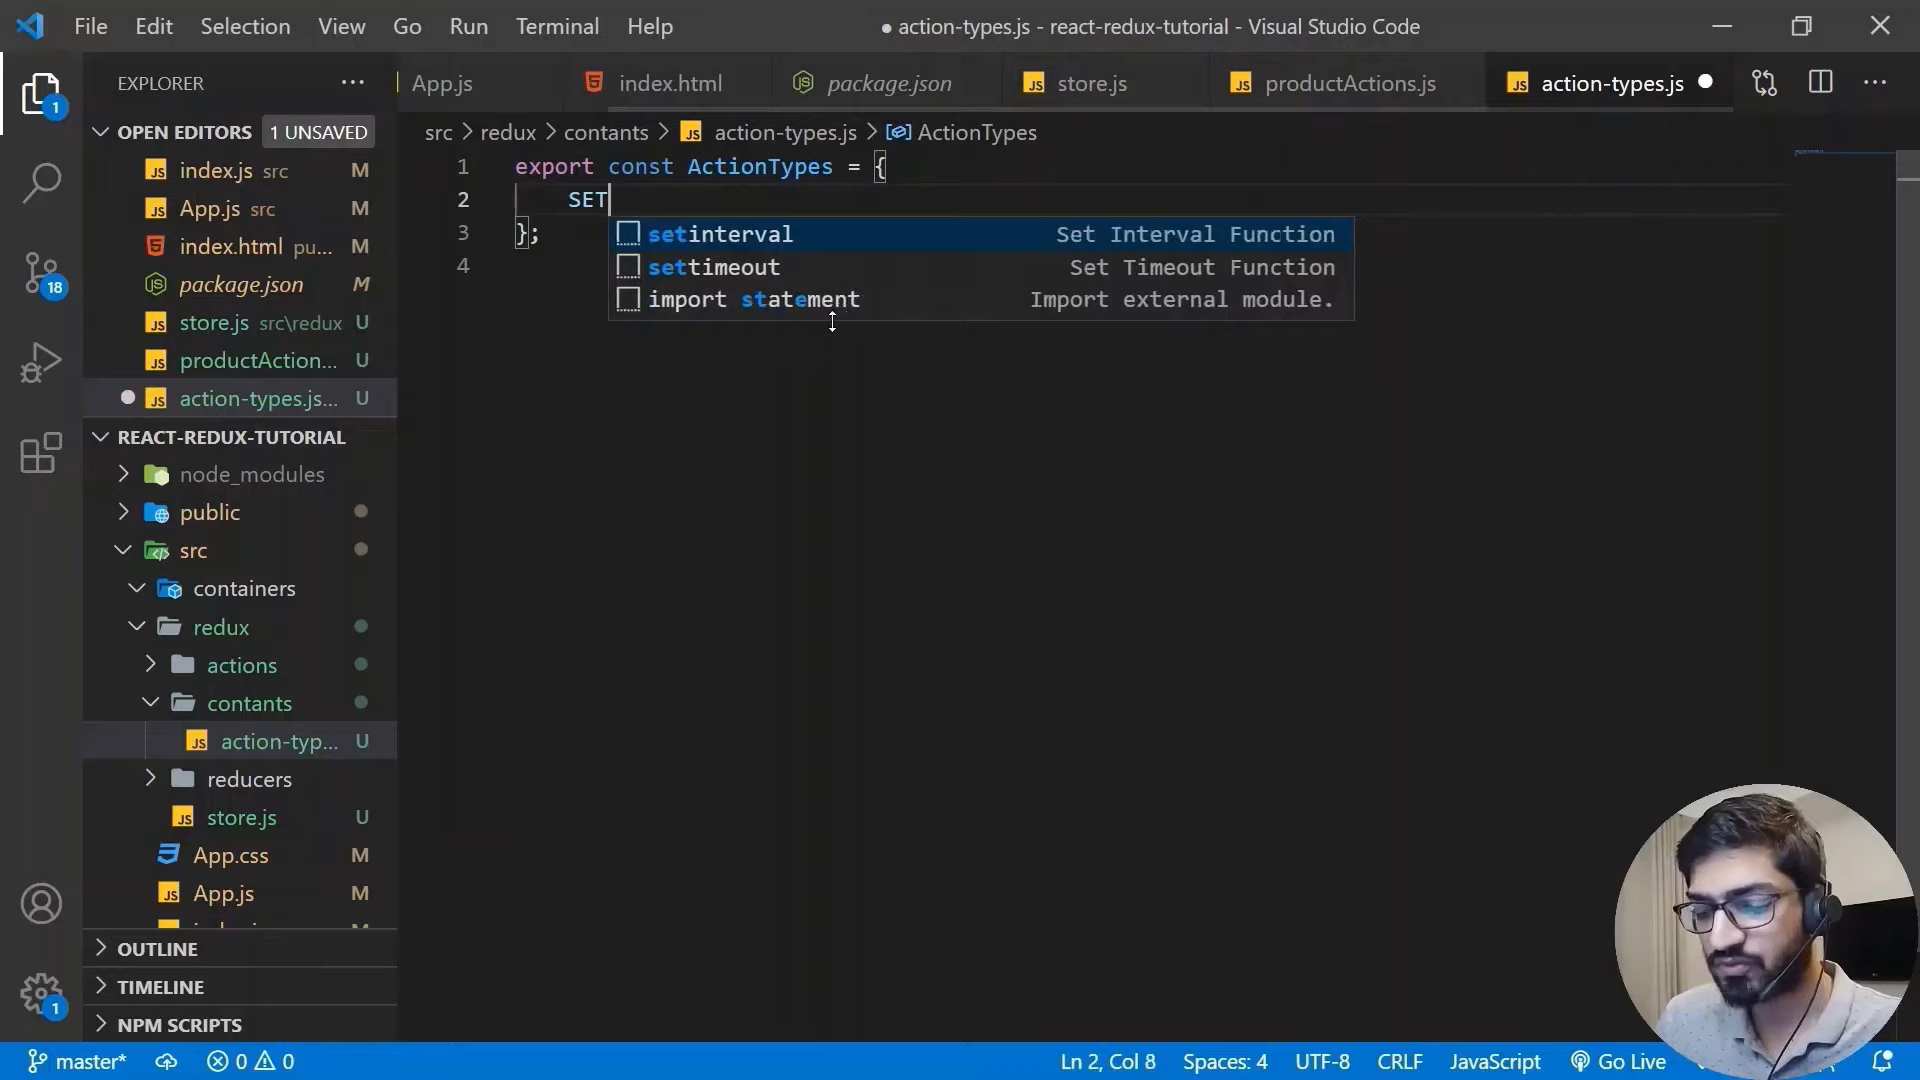 File Edit Selection View Go Run Terminal Help
● action-types.js - react-redux-tutorial - Visual Studio Code
EXPLORER ...
App.js
index.html
package.json
store.js
productActions.js
action-types.js
OPEN EDITORS 1 UNSAVED
src > redux > contants > JS action-types.js > ActionTypes
index.js src M
App.js src M
index.html pu... M
package.json M
store.js src\redux U
productAction... U
action-types.js... U
1 export const ActionTypes = {
2 SET
3 };
4
setinterval Set Interval Function
settimeout Set Timeout Function
import statement Import external module.
REACT-REDUX-TUTORIAL
node_modules
public
src
containers
redux
actions
contants
action-typ... U
reducers
store.js U
App.css M
App.js M
OUTLINE
TIMELINE
NPM SCRIPTS
1
18
1
master* 0 0 Ln 2, Col 8 Spaces: 4 UTF-8 CRLF JavaScript Go Live